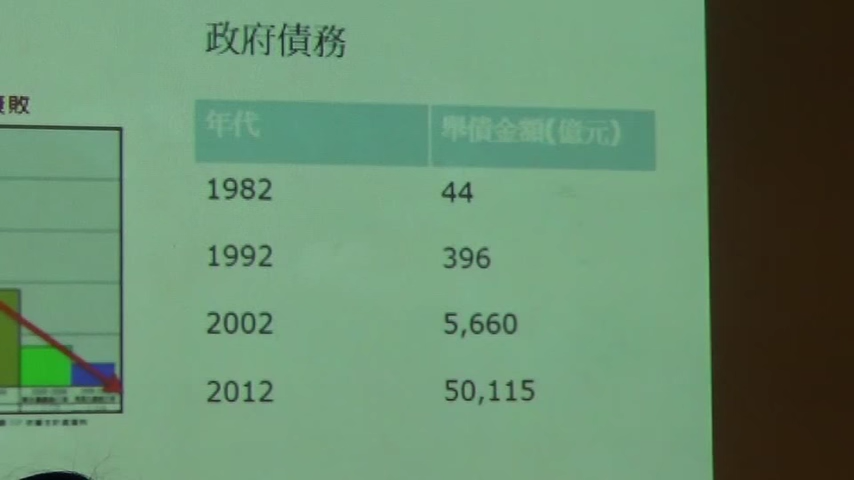 政府債務
敗
年代 舉債金額(億元)
1982 44
1992 396
2002 5,660
2012 50,115